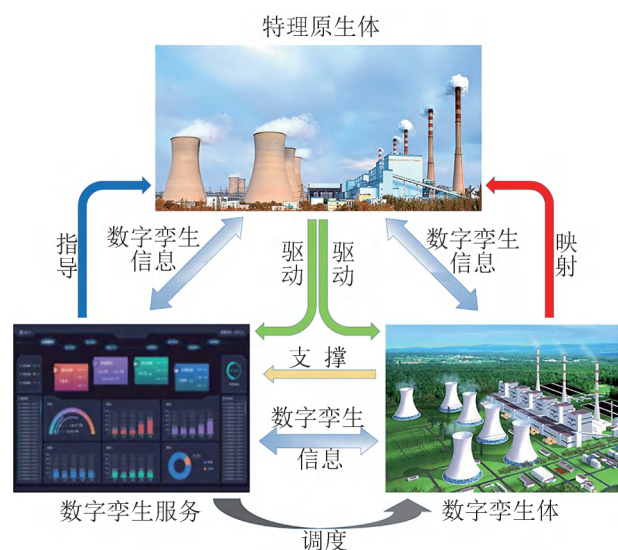 特理原生体
指导
数字孪生
信息
驱动
驱动
数字孪生
信息
映射
支撑
数字孪生
信息
数字孪生服务
数字孪生体
调度